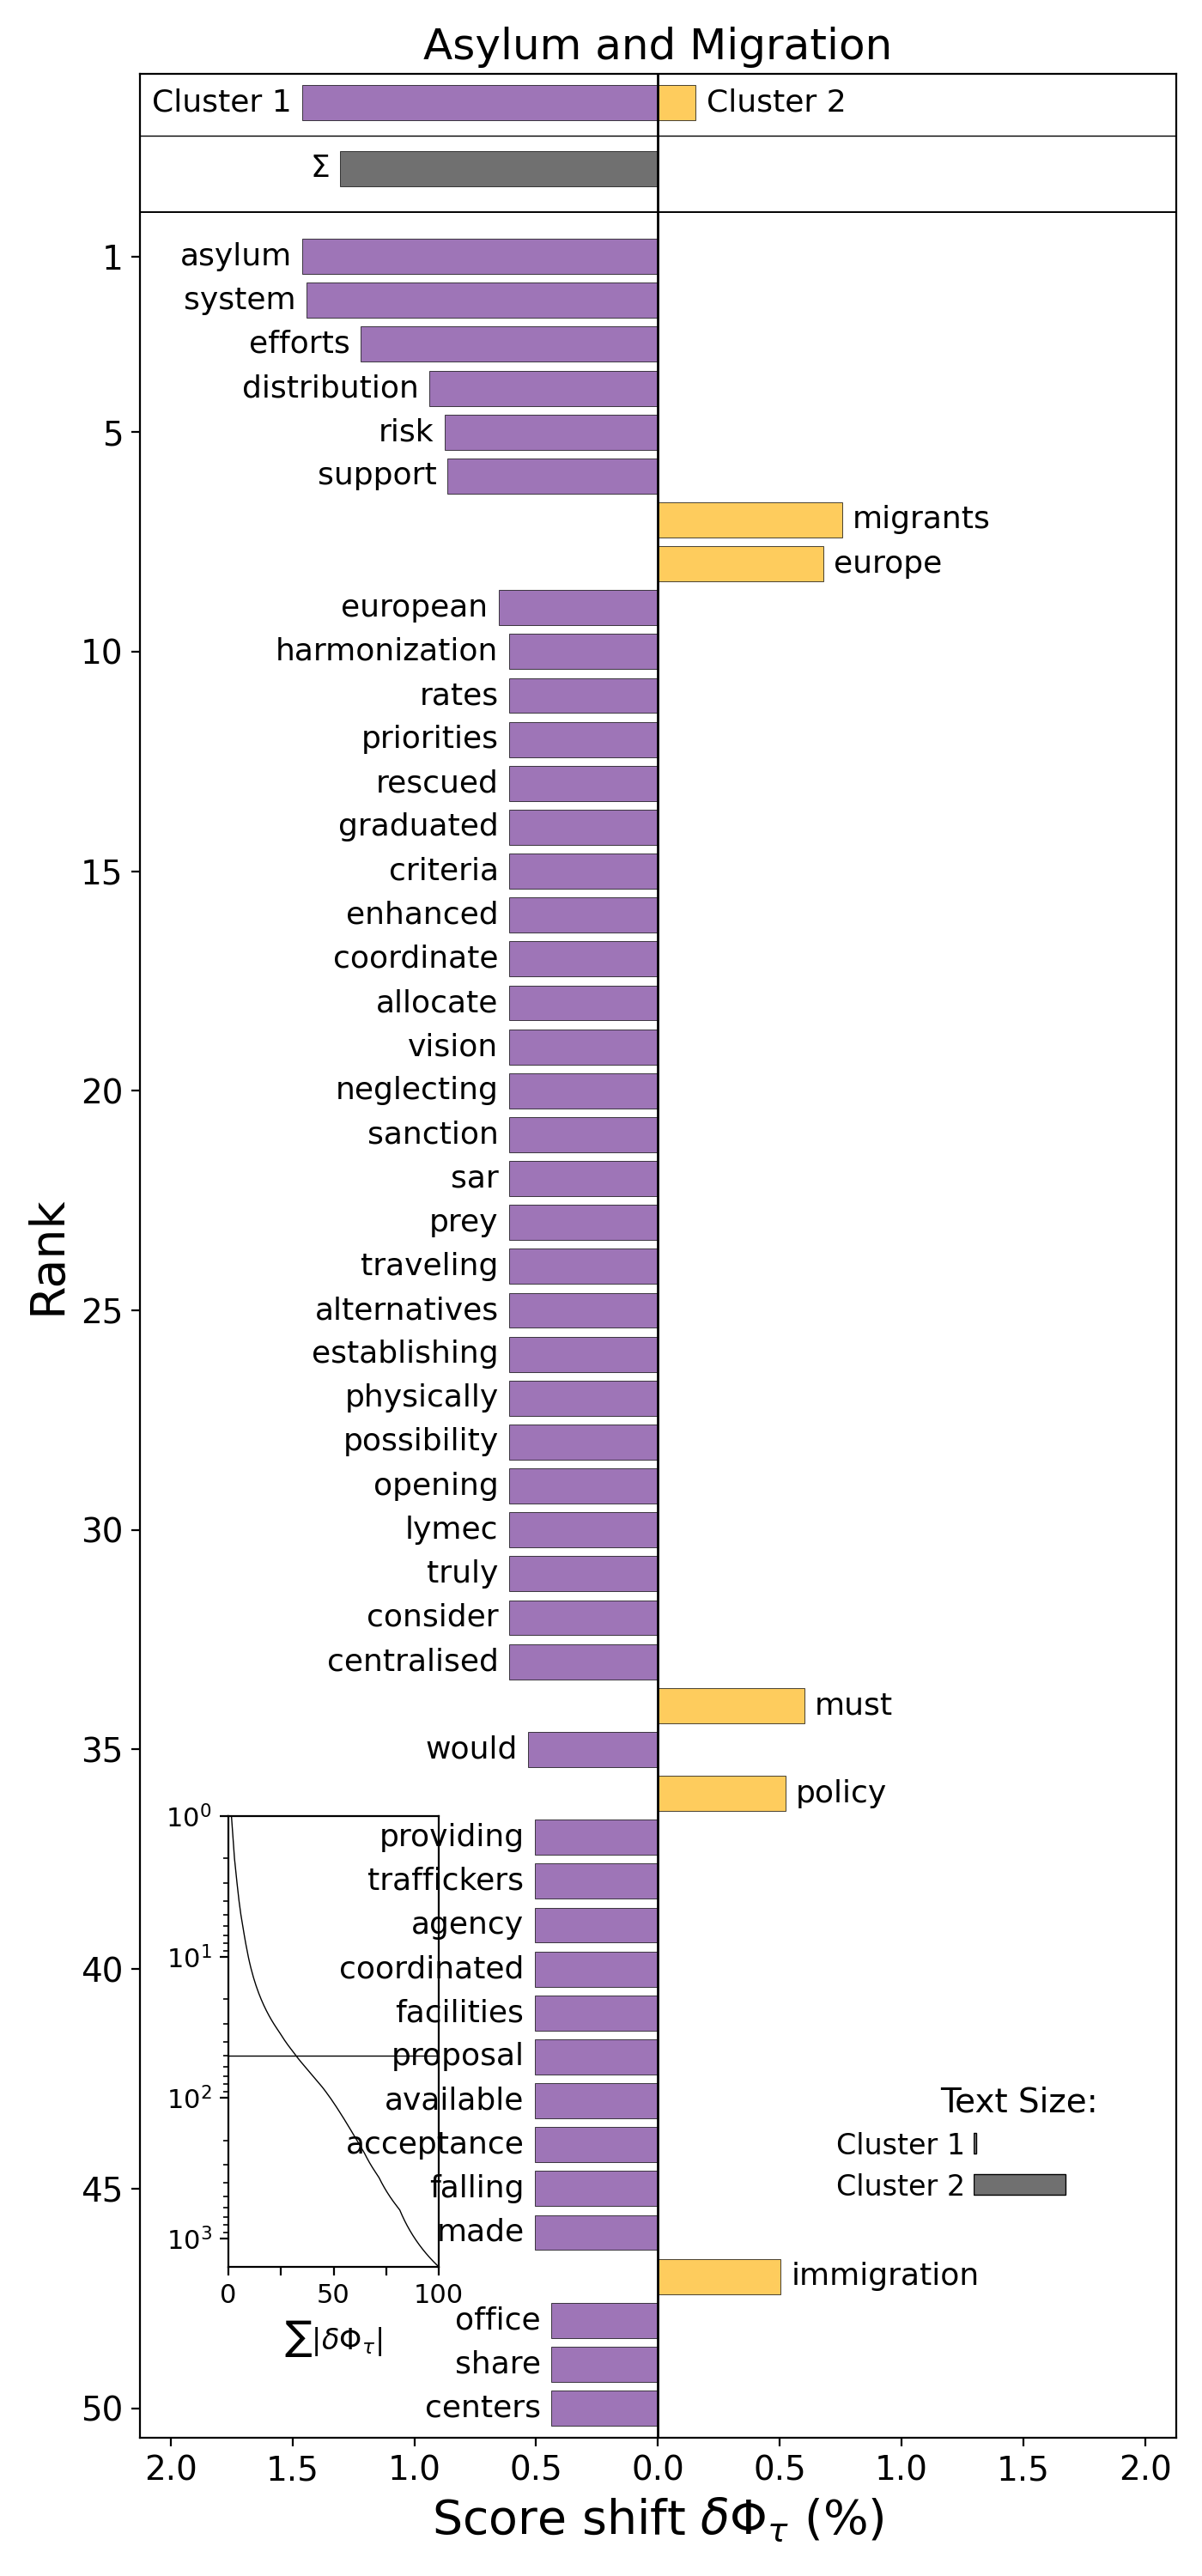 Asylum and Migration
Cluster 1
Cluster 2
Σ
1
asylum
system
efforts
distribution
5
risk
support
migrants
europe
european
10
harmonization
rates
priorities
rescued
graduated
15
criteria
enhanced
coordinate
allocate
vision
20
neglecting
sanction
sar
prey
traveling
25
alternatives
establishing
physically
possibility
opening
30
lymec
truly
consider
centralised
must
35
would
policy
providing
traffickers
agency
40
coordinated
facilities
proposal
available
acceptance
45
falling
made
immigration
office
share
centers
50
Rank
10⁰
10¹
10²
10³
0 50 100
∑|δΦ_τ|
Text Size:
Cluster 1
Cluster 2
2.0 1.5 1.0 0.5 0.0 0.5 1.0 1.5 2.0
Score shift δΦ_τ (%)